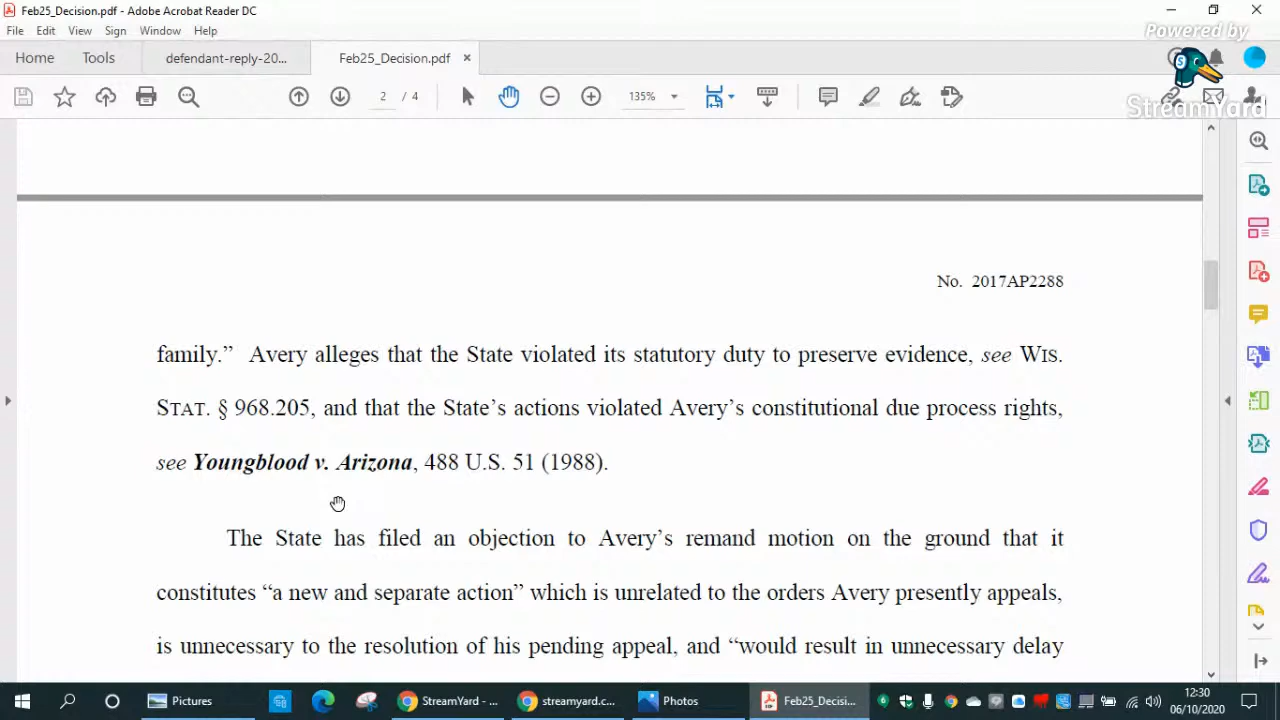 Feb25_Decision.pdf - Adobe Acrobat Reader DC
File Edit View Sign Window Help
Powered by
Home Tools defendant-reply-20... Feb25_Decision.pdf ×
S
2 / 4 135%
StreamYard
No. 2017AP2288
family.” Avery alleges that the State violated its statutory duty to preserve evidence, see WIS.
STAT. § 968.205, and that the State’s actions violated Avery’s constitutional due process rights,
see Youngblood v. Arizona, 488 U.S. 51 (1988).
The State has filed an objection to Avery’s remand motion on the ground that it
constitutes “a new and separate action” which is unrelated to the orders Avery presently appeals,
is unnecessary to the resolution of his pending appeal, and “would result in unnecessary delay
Pictures StreamYard - ... streamyard.c... Photos Feb25_Decisio... 12:30
06/10/2020